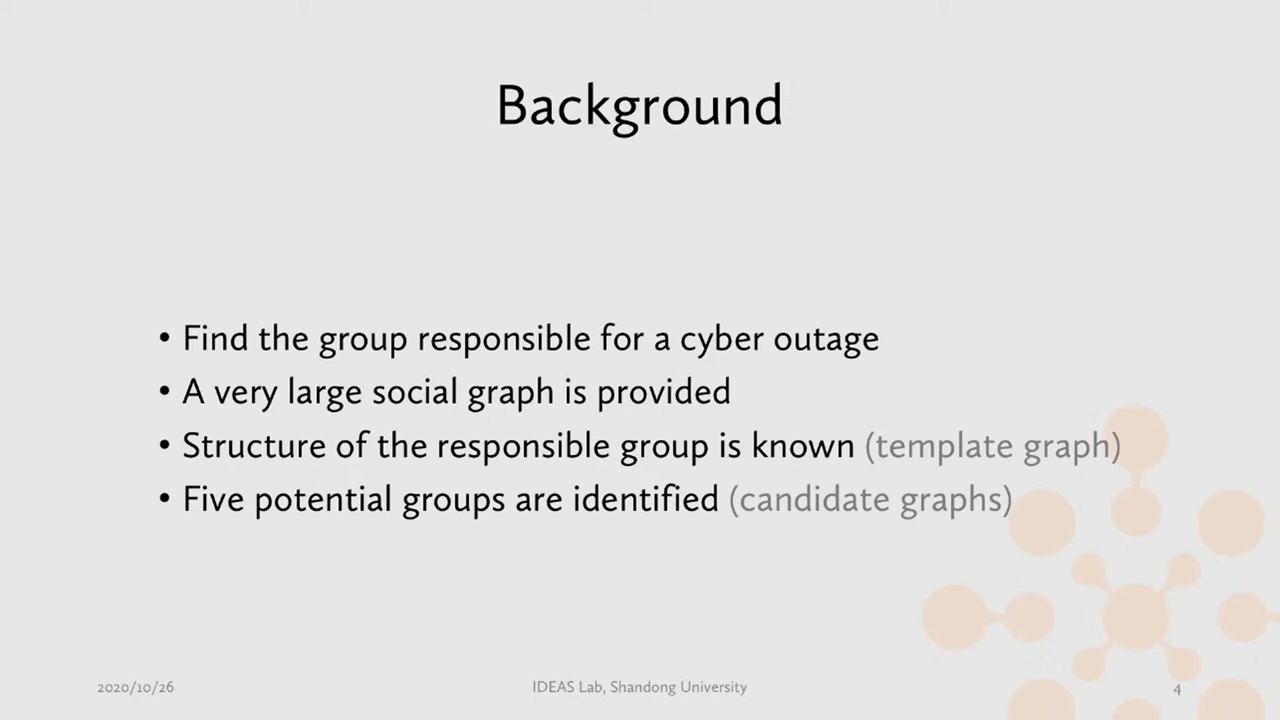 Background
• Find the group responsible for a cyber outage
• A very large social graph is provided
• Structure of the responsible group is known (template graph)
• Five potential groups are identified (candidate graphs)
2020/10/26
IDEAS Lab, Shandong University
4